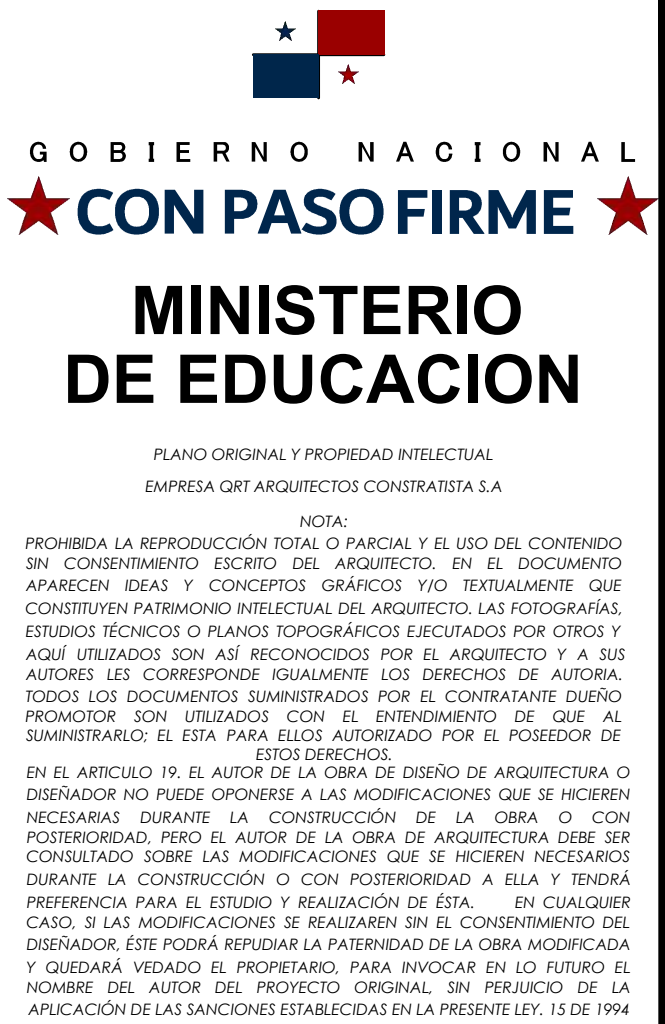 GOBIERNO NACIONAL
CON PASO FIRME
MINISTERIO
DE EDUCACION
PLANO ORIGINAL Y PROPIEDAD INTELECTUAL
EMPRESA QRT ARQUITECTOS CONSTRATISTA S.A
NOTA:
PROHIBIDA LA REPRODUCCIÓN TOTAL O PARCIAL Y EL USO DEL CONTENIDO
SIN CONSENTIMIENTO ESCRITO DEL ARQUITECTO. EN EL DOCUMENTO
APARECEN IDEAS Y CONCEPTOS GRÁFICOS Y/O TEXTUALMENTE QUE
CONSTITUYEN PATRIMONIO INTELECTUAL DEL ARQUITECTO. LAS FOTOGRAFÍAS,
ESTUDIOS TÉCNICOS O PLANOS TOPOGRÁFICOS EJECUTADOS POR OTROS Y
AQUÍ UTILIZADOS SON ASÍ RECONOCIDOS POR EL ARQUITECTO Y A SUS
AUTORES LES CORRESPONDE IGUALMENTE LOS DERECHOS DE AUTORIA.
TODOS LOS DOCUMENTOS SUMINISTRADOS POR EL CONTRATANTE DUEÑO
PROMOTOR SON UTILIZADOS CON EL ENTENDIMIENTO DE QUE AL
SUMINISTRARLO; EL ESTA PARA ELLOS AUTORIZADO POR EL POSEEDOR DE
ESTOS DERECHOS.
EN EL ARTICULO 19. EL AUTOR DE LA OBRA DE DISEÑO DE ARQUITECTURA O
DISEÑADOR NO PUEDE OPONERSE A LAS MODIFICACIONES QUE SE HICIEREN
NECESARIAS DURANTE LA CONSTRUCCIÓN DE LA OBRA O CON
POSTERIORIDAD, PERO EL AUTOR DE LA OBRA DE ARQUITECTURA DEBE SER
CONSULTADO SOBRE LAS MODIFICACIONES QUE SE HICIEREN NECESARIOS
DURANTE LA CONSTRUCCIÓN O CON POSTERIORIDAD A ELLA Y TENDRÁ
PREFERENCIA PARA EL ESTUDIO Y REALIZACIÓN DE ÉSTA. EN CUALQUIER
CASO, SI LAS MODIFICACIONES SE REALIZAREN SIN EL CONSENTIMIENTO DEL
DISEÑADOR, ÉSTE PODRÁ REPUDIAR LA PATERNIDAD DE LA OBRA MODIFICADA
Y QUEDARÁ VEDADO EL PROPIETARIO, PARA INVOCAR EN LO FUTURO EL
NOMBRE DEL AUTOR DEL PROYECTO ORIGINAL, SIN PERJUICIO DE LA
APLICACIÓN DE LAS SANCIONES ESTABLECIDAS EN LA PRESENTE LEY. 15 DE 1994